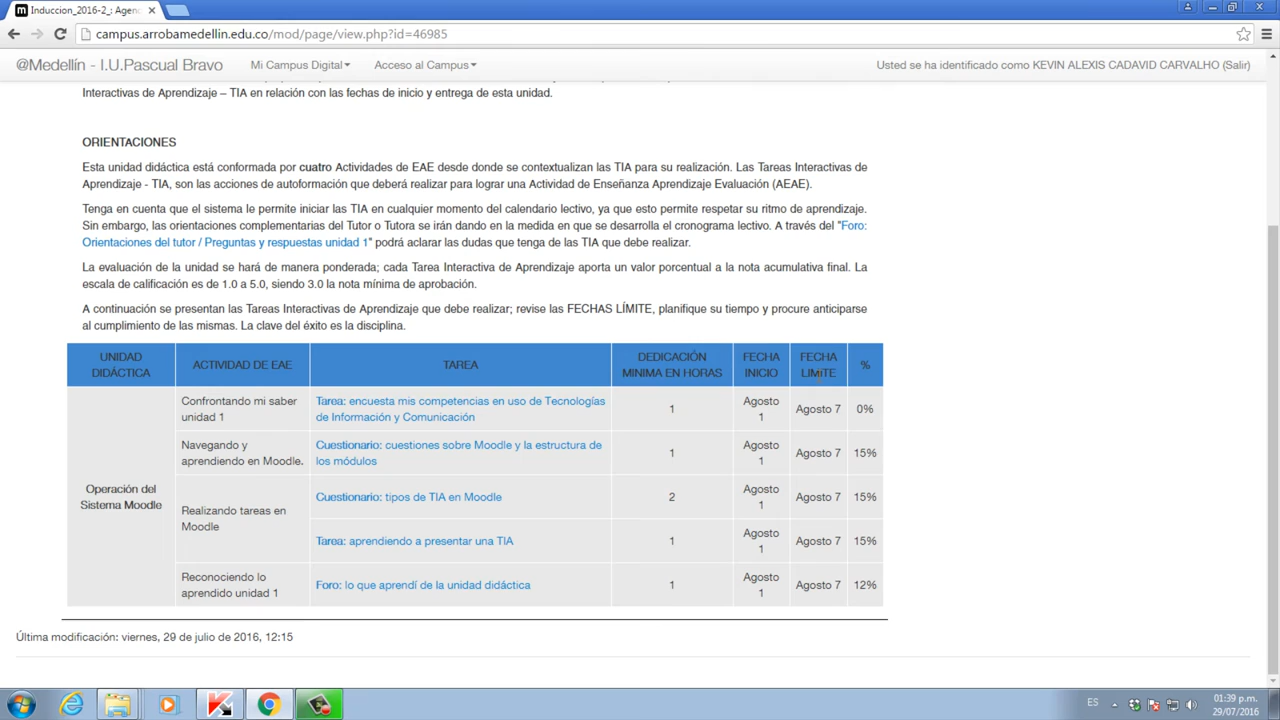 Induccion_2016-2_: Agen
campus.arrobamedellin.edu.co/mod/page/view.php?id=46985
@Medellín - I.U.Pascual Bravo
Mi Campus Digital
Acceso al Campus
Usted se ha identificado como KEVIN ALEXIS CADAVID CARVALHO (Salir)
Interactivas de Aprendizaje – TIA en relación con las fechas de inicio y entrega de esta unidad.
ORIENTACIONES
Esta unidad didáctica está conformada por cuatro Actividades de EAE desde donde se contextualizan las TIA para su realización. Las Tareas Interactivas de
Aprendizaje - TIA, son las acciones de autoformación que deberá realizar para lograr una Actividad de Enseñanza Aprendizaje Evaluación (AEAE).
Tenga en cuenta que el sistema le permite iniciar las TIA en cualquier momento del calendario lectivo, ya que esto permite respetar su ritmo de aprendizaje.
Sin embargo, las orientaciones complementarias del Tutor o Tutora se irán dando en la medida en que se desarrolla el cronograma lectivo. A través del "Foro:
Orientaciones del tutor / Preguntas y respuestas unidad 1" podrá aclarar las dudas que tenga de las TIA que debe realizar.
La evaluación de la unidad se hará de manera ponderada; cada Tarea Interactiva de Aprendizaje aporta un valor porcentual a la nota acumulativa final. La
escala de calificación es de 1.0 a 5.0, siendo 3.0 la nota mínima de aprobación.
A continuación se presentan las Tareas Interactivas de Aprendizaje que debe realizar; revise las FECHAS LÍMITE, planifique su tiempo y procure anticiparse
al cumplimiento de las mismas. La clave del éxito es la disciplina.
UNIDAD
DIDÁCTICA
ACTIVIDAD DE EAE
TAREA
DEDICACIÓN
MINIMA EN HORAS
FECHA
INICIO
FECHA
LIMITE
%
Operación del
Sistema Moodle
Confrontando mi saber
unidad 1
Tarea: encuesta mis competencias en uso de Tecnologías
de Información y Comunicación
1
Agosto
1
Agosto 7
0%
Navegando y
aprendiendo en Moodle.
Cuestionario: cuestiones sobre Moodle y la estructura de
los módulos
1
Agosto
1
Agosto 7
15%
Realizando tareas en
Moodle
Cuestionario: tipos de TIA en Moodle
2
Agosto
1
Agosto 7
15%
Tarea: aprendiendo a presentar una TIA
1
Agosto
1
Agosto 7
15%
Reconociendo lo
aprendido unidad 1
Foro: lo que aprendí de la unidad didáctica
1
Agosto
1
Agosto 7
12%
Última modificación: viernes, 29 de julio de 2016, 12:15
ES
01:39 p.m.
29/07/2016